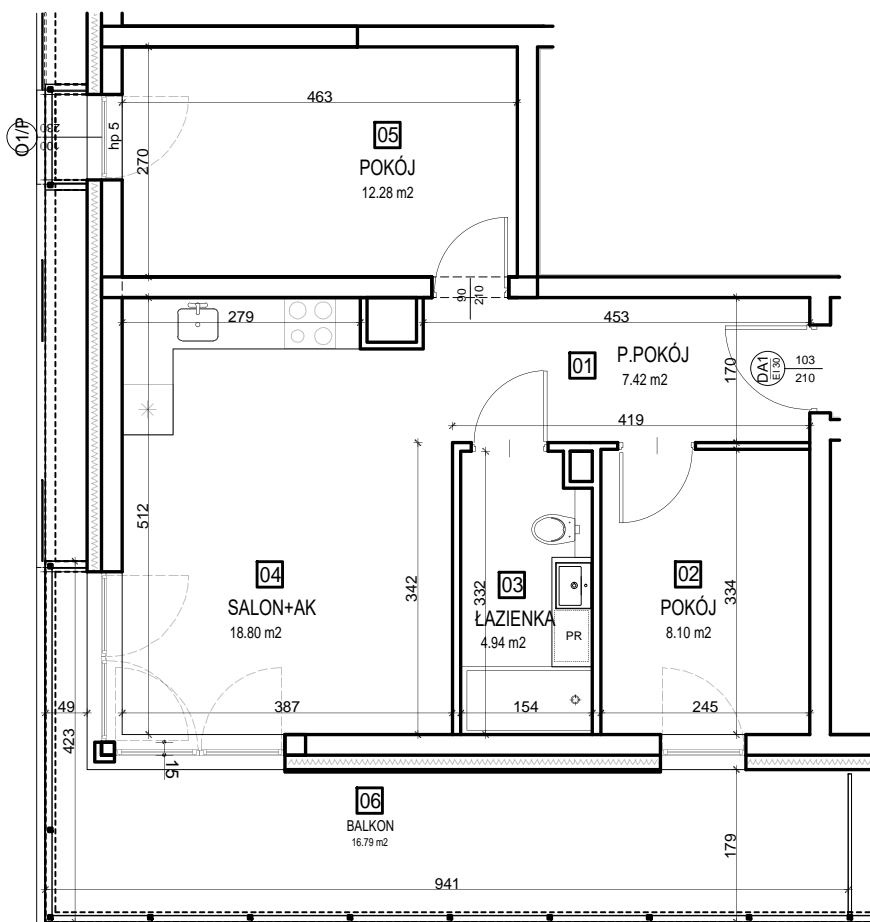 463
05
POKÓJ
12.28 m2
O1/P
100
230
hp 5
270
90
210
279
453
01
P.POKÓJ
7.42 m2
170
DA1
EI 30
103
210
419
512
04
SALON+AK
18.80 m2
342
332
03
ŁAZIENKA
4.94 m2
PR
02
POKÓJ
8.10 m2
334
49
387
154
245
423
15
06
BALKON
16.79 m2
179
941